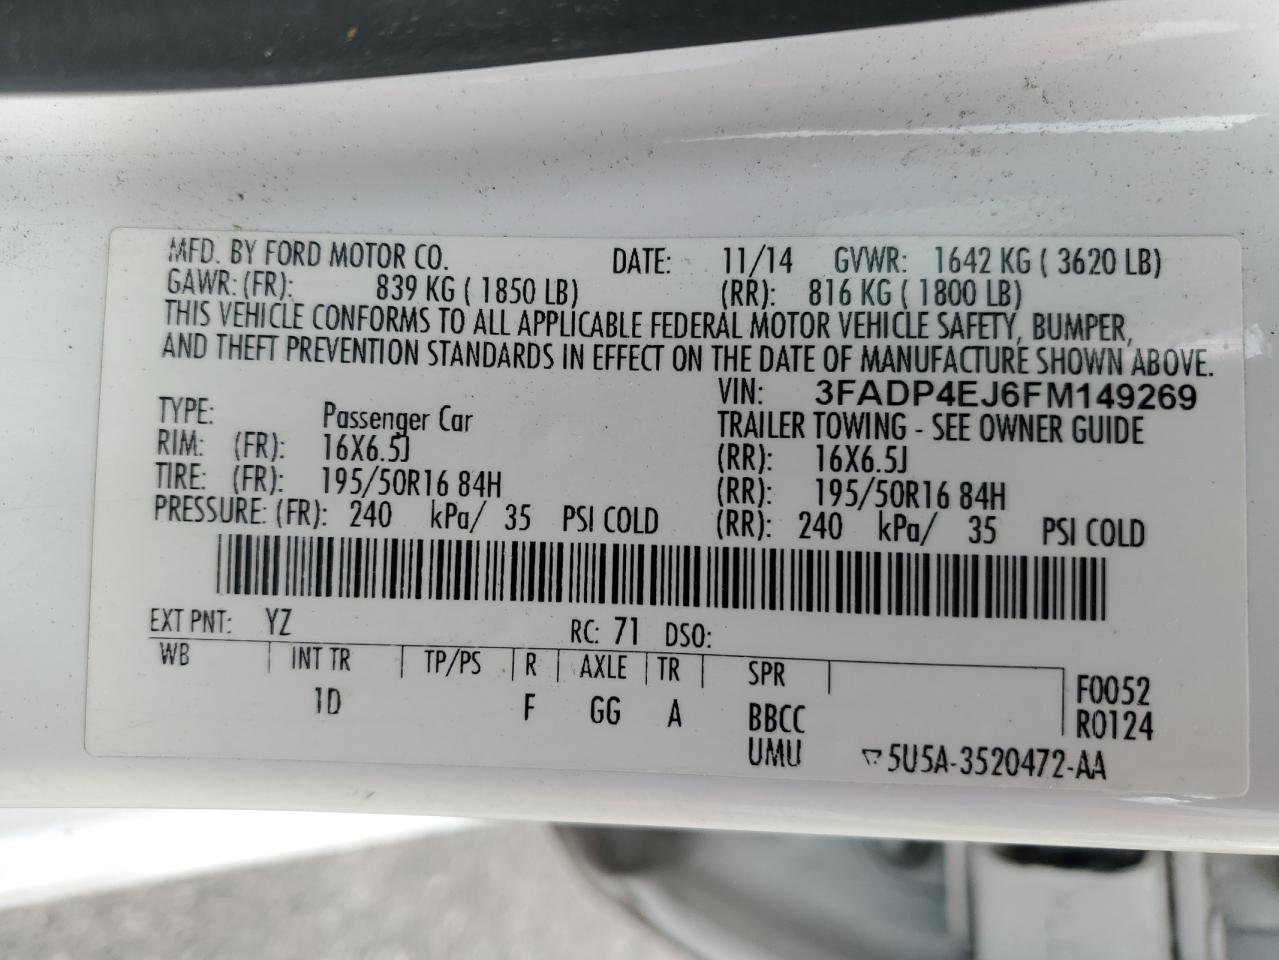 MFD. BY FORD MOTOR CO. DATE: 11/14 GVWR: 1642 KG ( 3620 LB)
GAWR: (FR): 839 KG ( 1850 LB) (RR): 816 KG ( 1800 LB)
THIS VEHICLE CONFORMS TO ALL APPLICABLE FEDERAL MOTOR VEHICLE SAFETY, BUMPER,
AND THEFT PREVENTION STANDARDS IN EFFECT ON THE DATE OF MANUFACTURE SHOWN ABOVE.
VIN: 3FADP4EJ6FM149269
TYPE: Passenger Car TRAILER TOWING - SEE OWNER GUIDE
RIM: (FR): 16X6.5J (RR): 16X6.5J
TIRE: (FR): 195/50R16 84H (RR): 195/50R16 84H
PRESSURE: (FR): 240 kPa/ 35 PSI COLD (RR): 240 kPa/ 35 PSI COLD
EXT PNT: YZ RC: 71 DSO:
WB INT TR TP/PS R AXLE TR SPR F0052
1D F GG A BBCC R0124
UMU 5U5A-3520472-AA